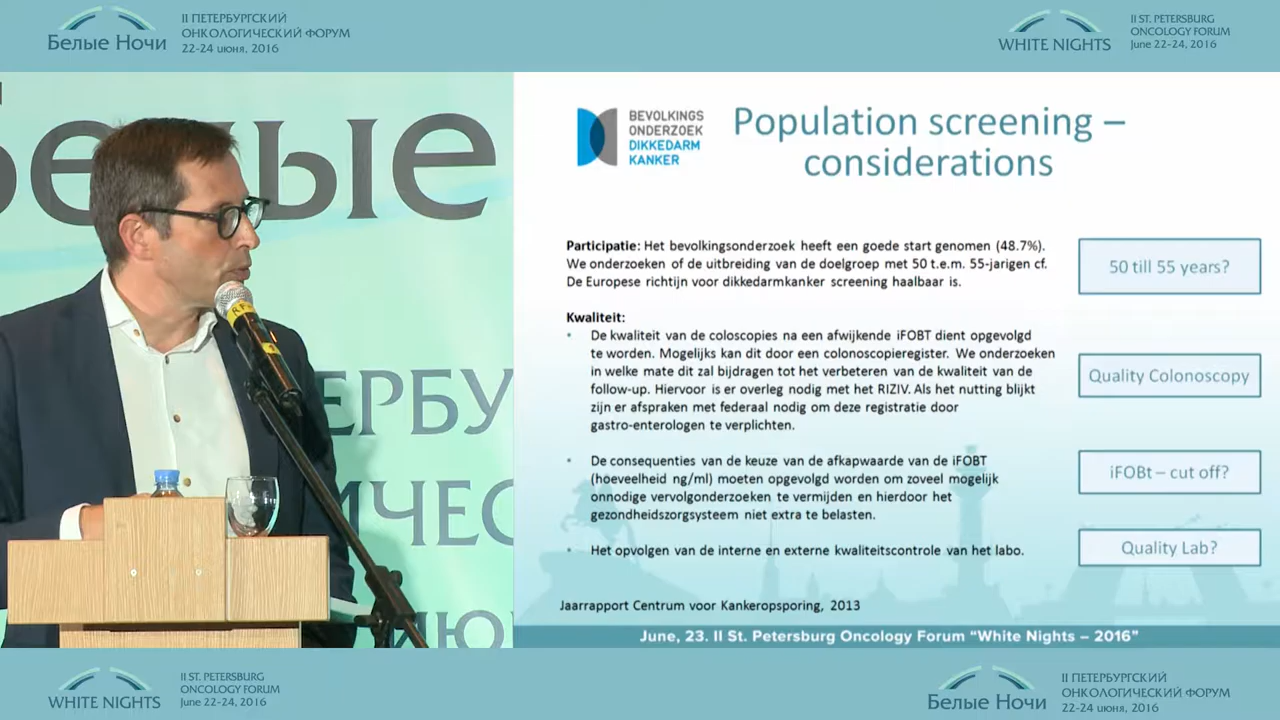 Белые Ночи
II ПЕТЕРБУРГСКИЙ
ОНКОЛОГИЧЕСКИЙ ФОРУМ
22-24 июня, 2016
WHITE NIGHTS
II ST. PETERSBURG
ONCOLOGY FORUM
June 22-24, 2016
Белые
ЕРБУ
ИЧЕС
ИЮ
BEVOLKINGS
ONDERZOEK
DIKKEDARM
KANKER
Population screening –
considerations
Participatie: Het bevolkingsonderzoek heeft een goede start genomen (48.7%).
We onderzoeken of de uitbreiding van de doelgroep met 50 t.e.m. 55-jarigen cf.
De Europese richtijn voor dikkedarmkanker screening haalbaar is.
50 till 55 years?
Kwaliteit:
• De kwaliteit van de coloscopies na een afwijkende iFOBT dient opgevolgd
te worden. Mogelijks kan dit door een colonoscopieregister. We onderzoeken
in welke mate dit zal bijdragen tot het verbeteren van de kwaliteit van de
follow-up. Hiervoor is er overleg nodig met het RIZIV. Als het nutting blijkt
zijn er afspraken met federaal nodig om deze registratie door
gastro-enterologen te verplichten.
Quality Colonoscopy
• De consequenties van de keuze van de afkapwaarde van de iFOBT
(hoeveelheid ng/ml) moeten opgevolgd worden om zoveel mogelijk
onnodige vervolgonderzoeken te vermijden en hierdoor het
gezondheidszorgsysteem niet extra te belasten.
iFOBt – cut off?
• Het opvolgen van de interne en externe kwaliteitscontrole van het labo.
Quality Lab?
Jaarrapport Centrum voor Kankeropsporing, 2013
June, 23. II St. Petersburg Oncology Forum “White Nights – 2016”
WHITE NIGHTS
II ST. PETERSBURG
ONCOLOGY FORUM
June 22-24, 2016
Белые Ночи
II ПЕТЕРБУРГСКИЙ
ОНКОЛОГИЧЕСКИЙ ФОРУМ
22-24 июня, 2016